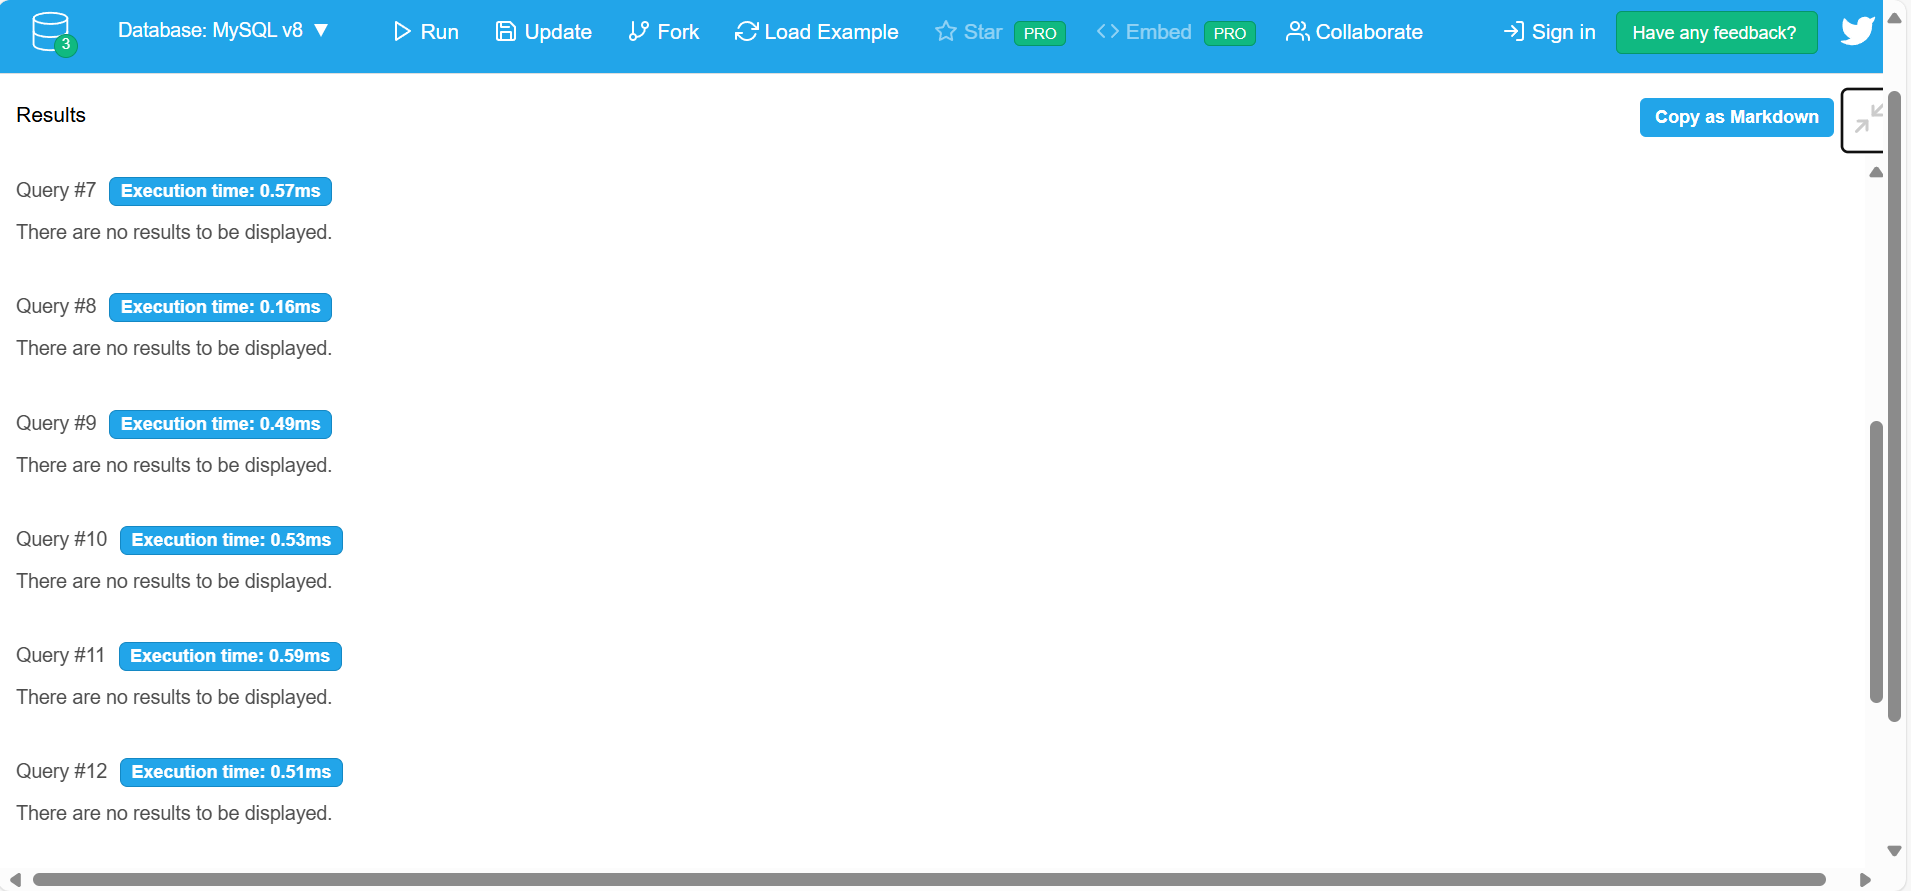 3 Database: MySQL v8 ▼ Run Update Fork Load Example Star PRO Embed PRO Collaborate Sign in Have any feedback?
Results Copy as Markdown
Query #7 Execution time: 0.57ms
There are no results to be displayed.
Query #8 Execution time: 0.16ms
There are no results to be displayed.
Query #9 Execution time: 0.49ms
There are no results to be displayed.
Query #10 Execution time: 0.53ms
There are no results to be displayed.
Query #11 Execution time: 0.59ms
There are no results to be displayed.
Query #12 Execution time: 0.51ms
There are no results to be displayed.